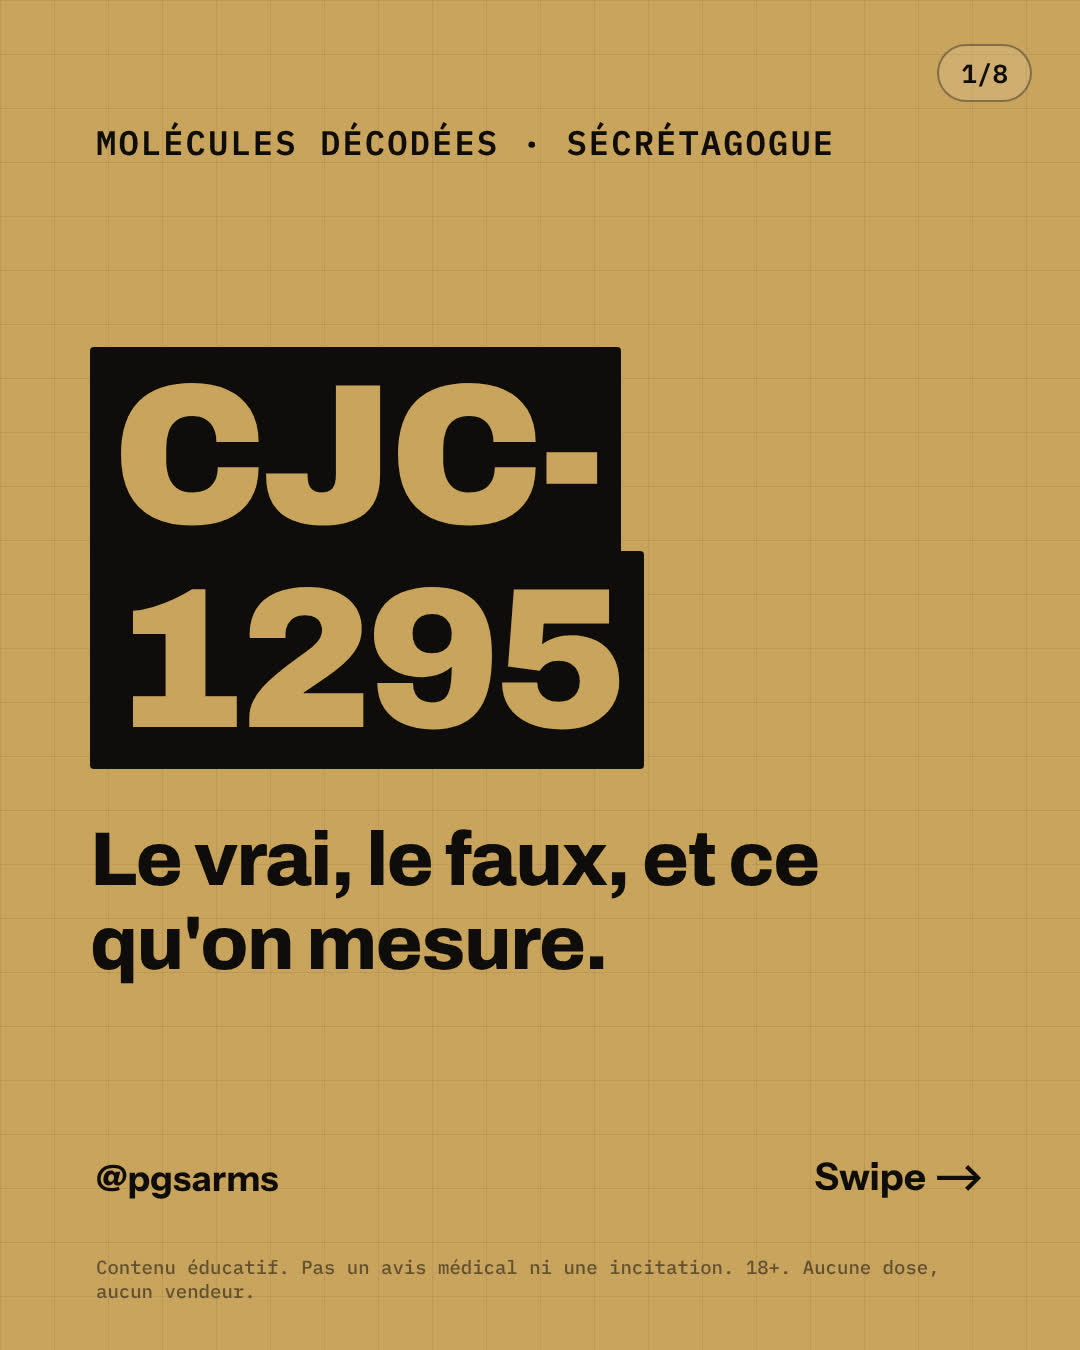 1/8
MOLÉCULES DÉCODÉES · SÉCRÉTAGOGUE
CJC-
1295
Le vrai, le faux, et ce
qu'on mesure.
@pgsarms
Swipe →
Contenu éducatif. Pas un avis médical ni une incitation. 18+. Aucune dose,
aucun vendeur.